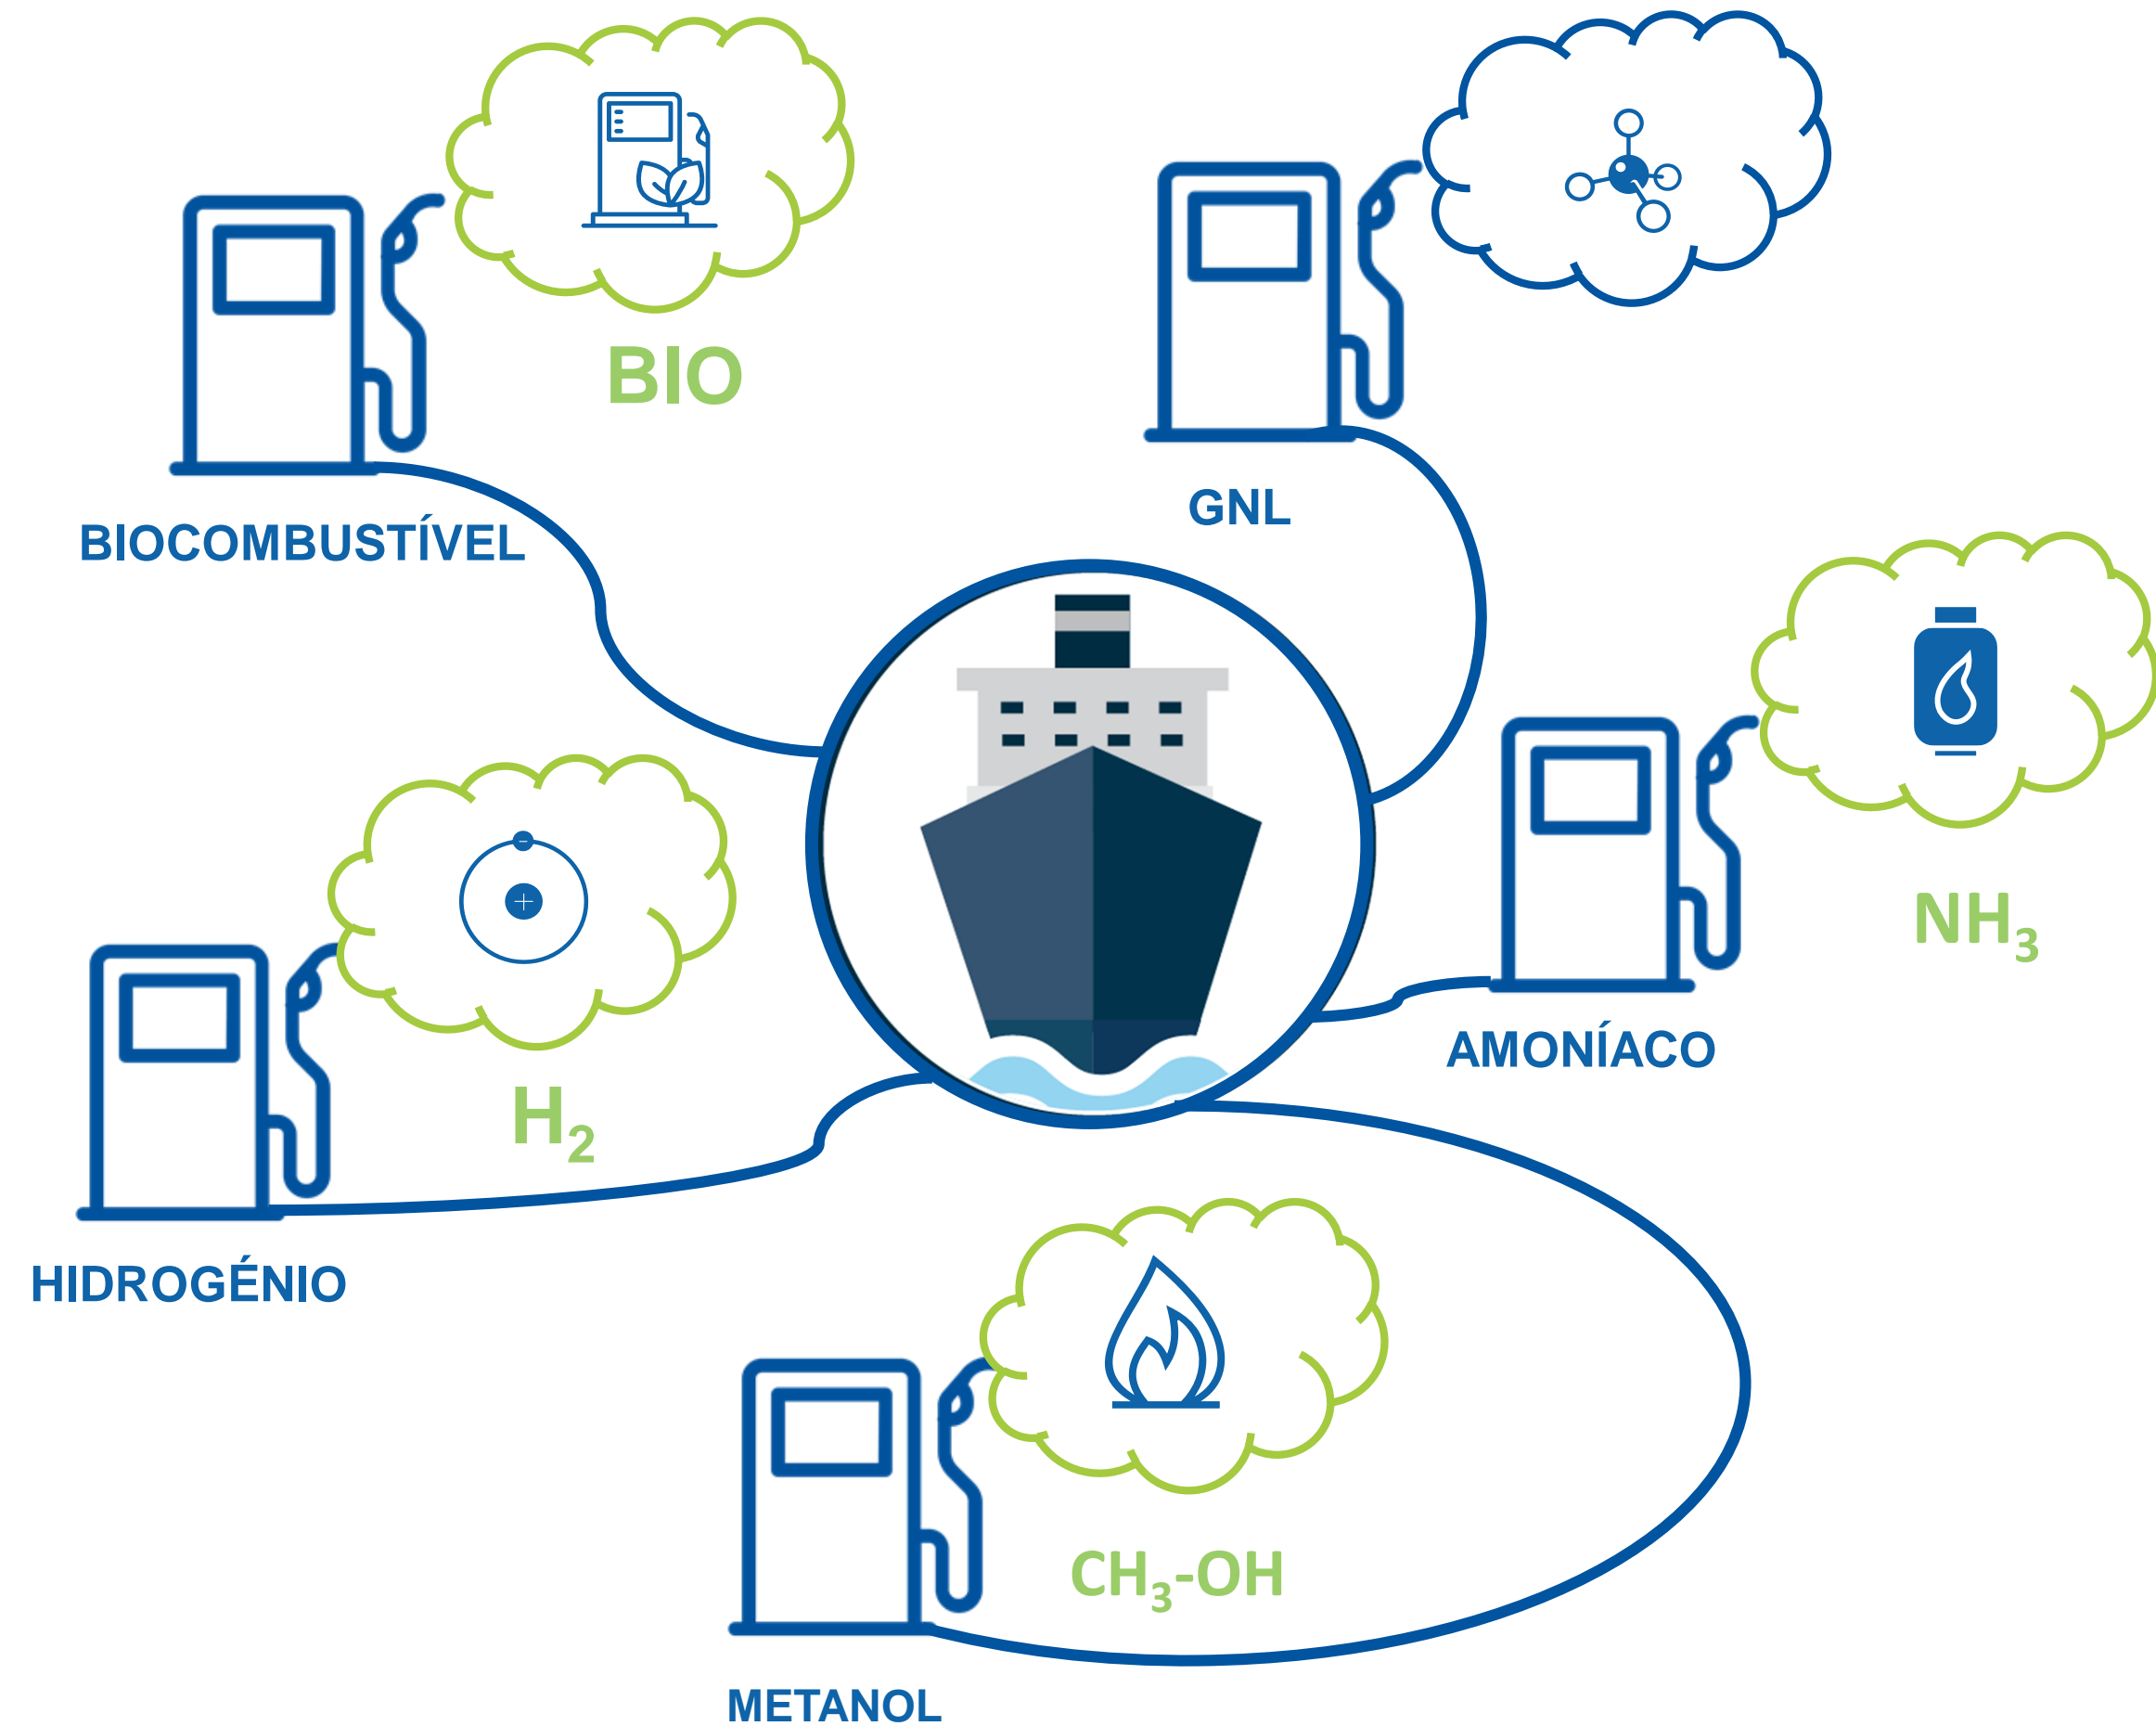 BIO
BIOCOMBUSTÍVEL
GNL
NH₃
AMONÍACO
H₂
HIDROGÉNIO
CH₃-OH
METANOL